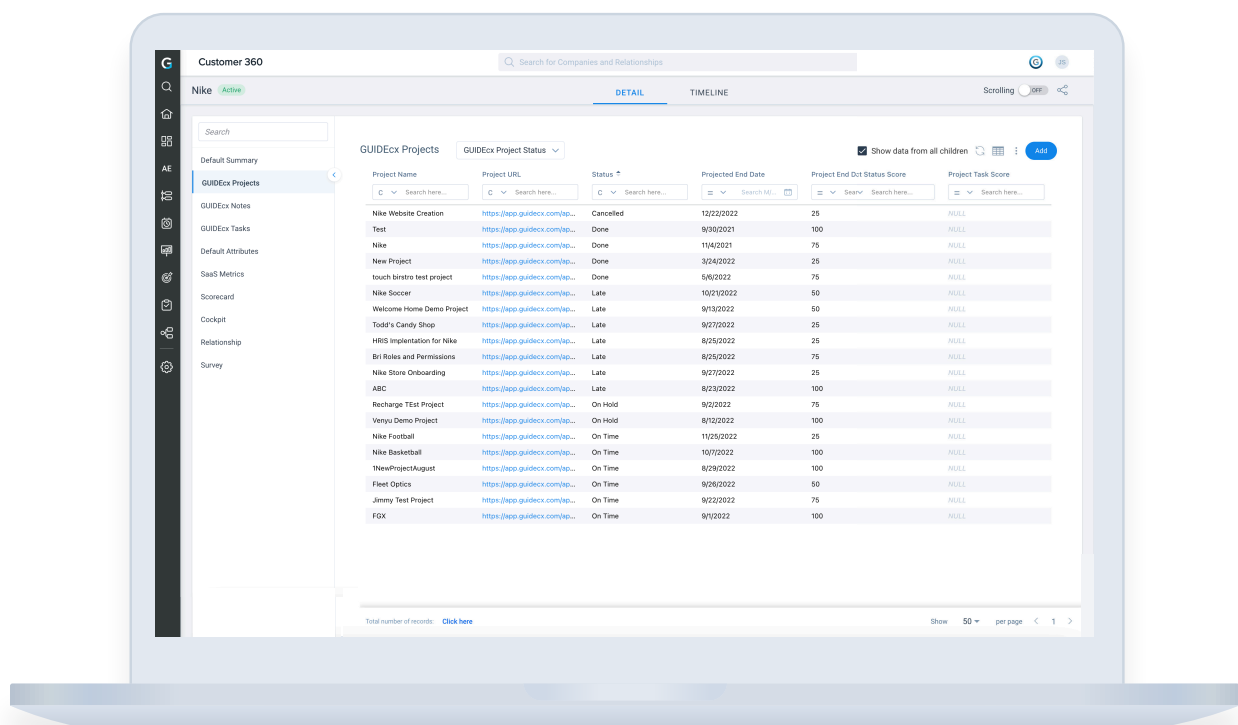 G Customer 360 Search for Companies and Relationships G JS
Nike Active DETAIL TIMELINE Scrolling OFF
AE
Search
Default Summary
GUIDEcx Projects
GUIDEcx Notes
GUIDEcx Tasks
Default Attributes
SaaS Metrics
Scorecard
Cockpit
Relationship
Survey
GUIDEcx Projects GUIDEcx Project Status Show data from all children Add
Project Name Project URL Status Projected End Date Project End Dct Status Score Project Task Score
C Search here... C Search here... C Search here... = Search M/... = Sear Search here... = Search here...
Nike Website Creation https://app.guidecx.com/ap... Cancelled 12/22/2022 25 NULL
Test https://app.guidecx.com/ap... Done 9/30/2021 100 NULL
Nike https://app.guidecx.com/ap... Done 11/4/2021 75 NULL
New Project https://app.guidecx.com/ap... Done 3/24/2022 25 NULL
touch birstro test project https://app.guidecx.com/ap... Done 5/6/2022 75 NULL
Nike Soccer https://app.guidecx.com/ap... Late 10/21/2022 50 NULL
Welcome Home Demo Project https://app.guidecx.com/ap... Late 9/13/2022 50 NULL
Todd's Candy Shop https://app.guidecx.com/ap... Late 9/27/2022 25 NULL
HRIS Implentation for Nike https://app.guidecx.com/ap... Late 8/25/2022 25 NULL
Bri Roles and Permissions https://app.guidecx.com/ap... Late 8/25/2022 75 NULL
Nike Store Onboarding https://app.guidecx.com/ap... Late 9/27/2022 25 NULL
ABC https://app.guidecx.com/ap... Late 8/23/2022 100 NULL
Recharge TEst Project https://app.guidecx.com/ap... On Hold 9/2/2022 75 NULL
Venyu Demo Project https://app.guidecx.com/ap... On Hold 8/12/2022 100 NULL
Nike Football https://app.guidecx.com/ap... On Time 11/25/2022 25 NULL
Nike Basketball https://app.guidecx.com/ap... On Time 10/7/2022 100 NULL
1NewProjectAugust https://app.guidecx.com/ap... On Time 8/29/2022 100 NULL
Fleet Optics https://app.guidecx.com/ap... On Time 9/26/2022 50 NULL
Jimmy Test Project https://app.guidecx.com/ap... On Time 9/22/2022 75 NULL
FGX https://app.guidecx.com/ap... On Time 9/1/2022 100 NULL
Total number of records: Click here Show 50 per page 1